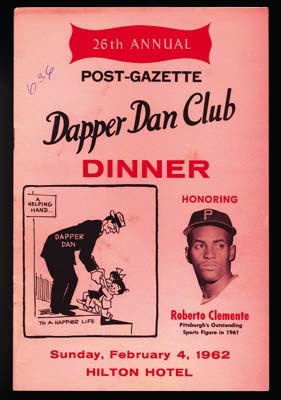 26th ANNUAL
636
POST-GAZETTE
Dapper Dan Club
DINNER
A
HELPING
HAND...
DAPPER
DAN
TO A HAPPIER LIFE
HONORING
P
Roberto Clemente
Pittsburgh's Outstanding
Sports Figure in 1961
Sunday, February 4, 1962
HILTON HOTEL